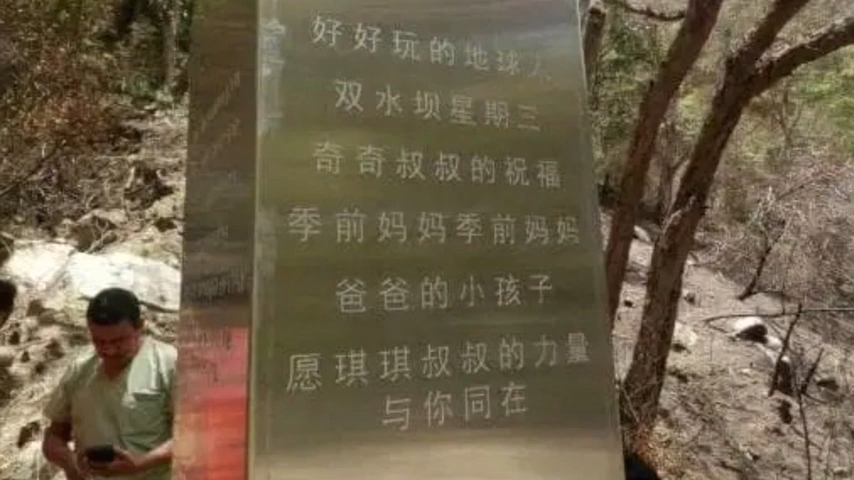 好好玩的地球人
双水坝星期三
奇奇叔叔的祝福
季前妈妈季前妈妈
爸爸的小孩子
愿琪琪叔叔的力量
与你同在